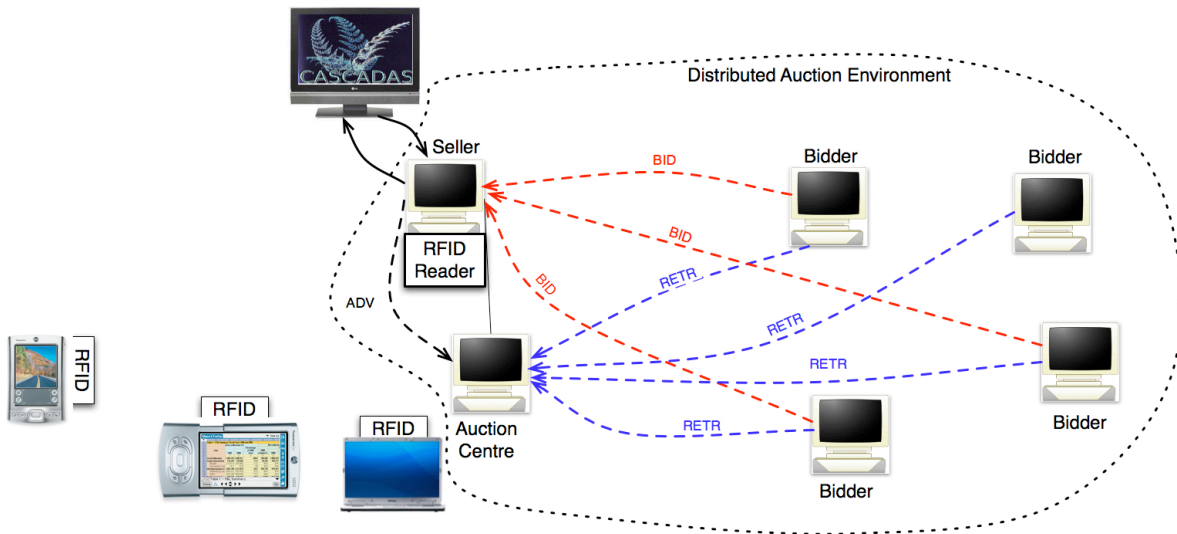 CASCADAS
Distributed Auction Environment
Seller
Bidder
Bidder
BID
RFID
Reader
BID
RETR
BID
ADV
RETR
RFID
RETR
Bidder
RFID
RFID
Auction
Centre
RETR
Bidder